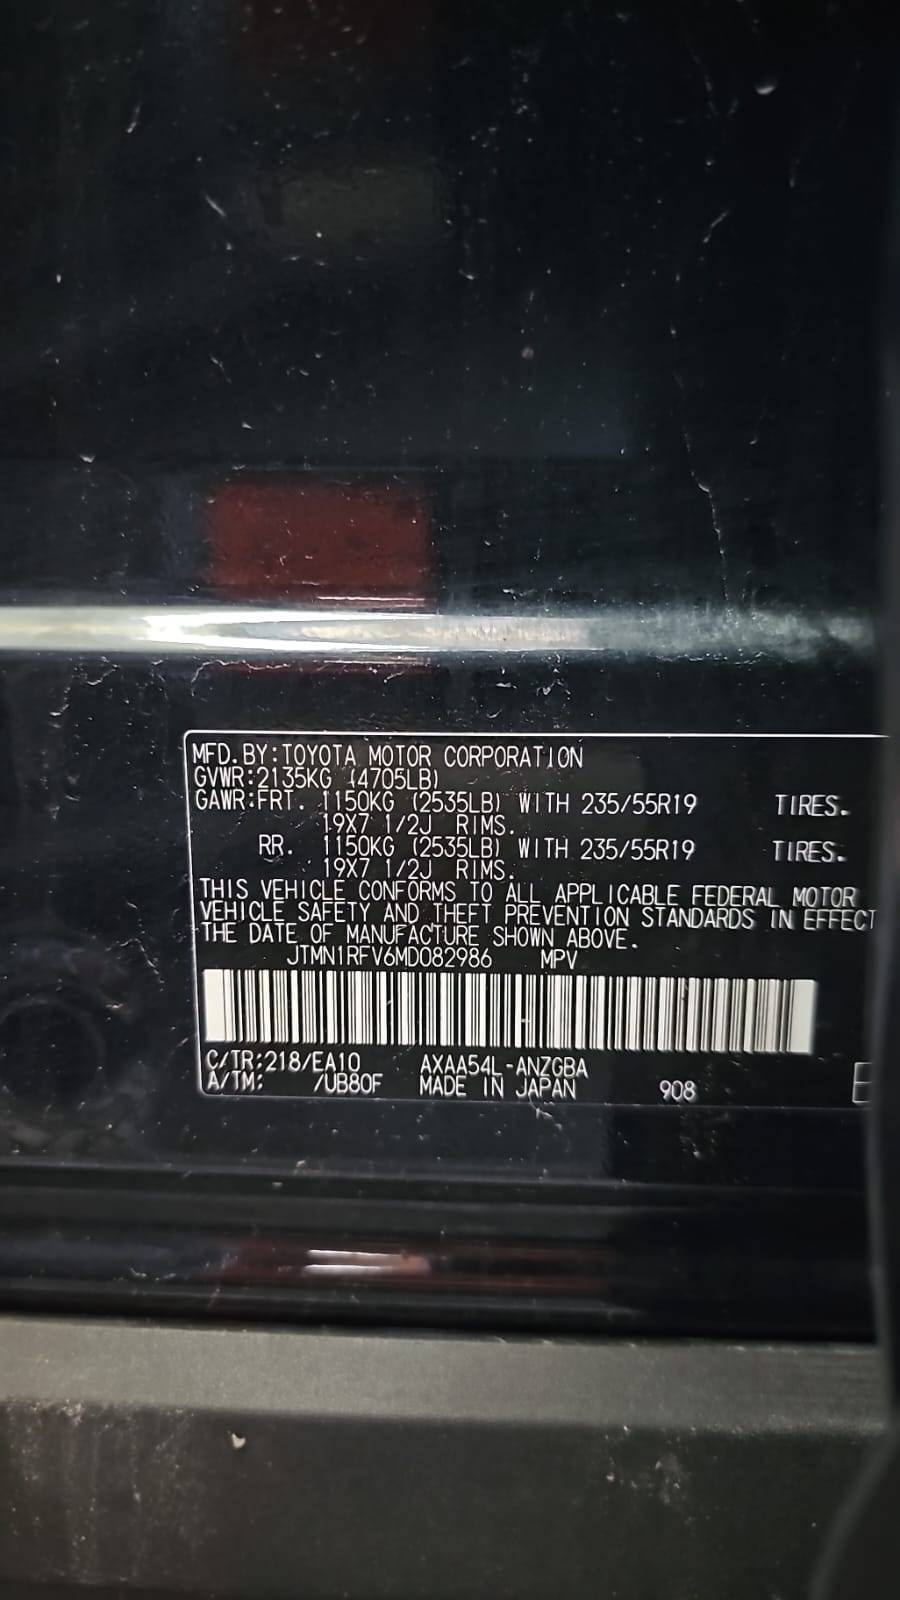 MFD.BY:TOYOTA MOTOR CORPORATION
GVWR:2135KG (4705LB)
GAWR:FRT. 1150KG (2535LB) WITH 235/55R19 TIRES.
19X7 1/2J RIMS.
RR. 1150KG (2535LB) WITH 235/55R19 TIRES.
19X7 1/2J RIMS.
THIS VEHICLE CONFORMS TO ALL APPLICABLE FEDERAL MOTOR
VEHICLE SAFETY AND THEFT PREVENTION STANDARDS IN EFFECT
THE DATE OF MANUFACTURE SHOWN ABOVE.
JTMN1RFV6MD082986 MPV
C/TR:218/EA10 AXAA54L-ANZGBA
A/TM: /UB80F MADE IN JAPAN 908